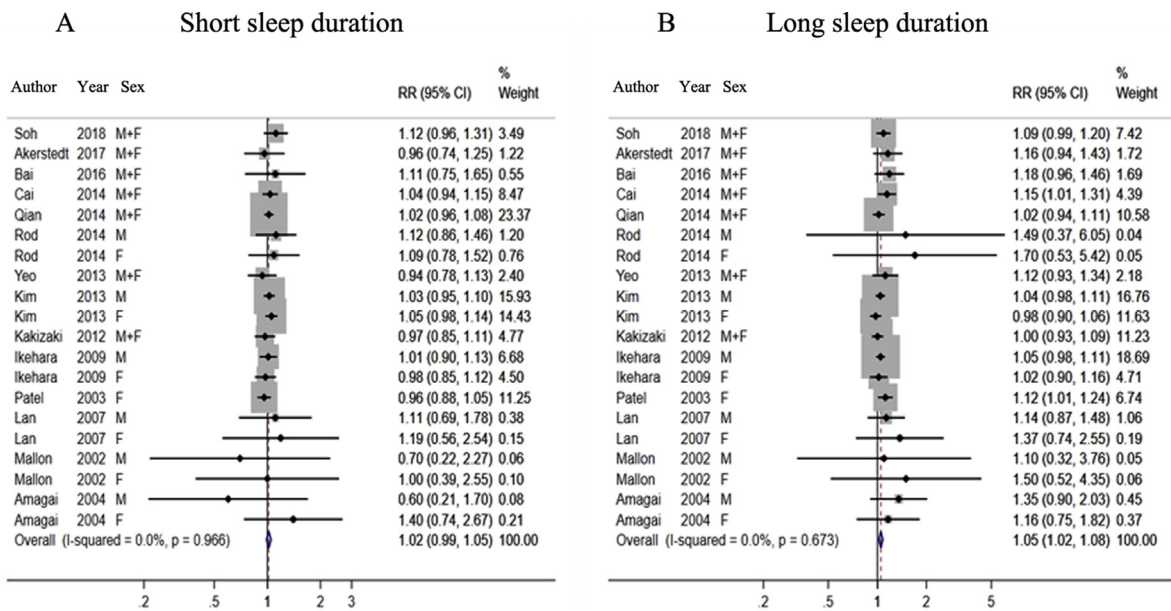 A Short sleep duration
%
Author Year Sex RR (95% CI) Weight
Soh 2018 M+F 1.12 (0.96, 1.31) 3.49
Akerstedt 2017 M+F 0.96 (0.74, 1.25) 1.22
Bai 2016 M+F 1.11 (0.75, 1.65) 0.55
Cai 2014 M+F 1.04 (0.94, 1.15) 8.47
Qian 2014 M+F 1.02 (0.96, 1.08) 23.37
Rod 2014 M 1.12 (0.86, 1.46) 1.20
Rod 2014 F 1.09 (0.78, 1.52) 0.76
Yeo 2013 M+F 0.94 (0.78, 1.13) 2.40
Kim 2013 M 1.03 (0.95, 1.10) 15.93
Kim 2013 F 1.05 (0.98, 1.14) 14.43
Kakizaki 2012 M+F 0.97 (0.85, 1.11) 4.77
Ikehara 2009 M 1.01 (0.90, 1.13) 6.68
Ikehara 2009 F 0.98 (0.85, 1.12) 4.50
Patel 2003 F 0.96 (0.88, 1.05) 11.25
Lan 2007 M 1.11 (0.69, 1.78) 0.38
Lan 2007 F 1.19 (0.56, 2.54) 0.15
Mallon 2002 M 0.70 (0.22, 2.27) 0.06
Mallon 2002 F 1.00 (0.39, 2.55) 0.10
Amagai 2004 M 0.60 (0.21, 1.70) 0.08
Amagai 2004 F 1.40 (0.74, 2.67) 0.21
Overall (I-squared = 0.0%, p = 0.966) 1.02 (0.99, 1.05) 100.00
.2 .5 1 2 3
B Long sleep duration
%
Author Year Sex RR (95% CI) Weight
Soh 2018 M+F 1.09 (0.99, 1.20) 7.42
Akerstedt 2017 M+F 1.16 (0.94, 1.43) 1.72
Bai 2016 M+F 1.18 (0.96, 1.46) 1.69
Cai 2014 M+F 1.15 (1.01, 1.31) 4.39
Qian 2014 M+F 1.02 (0.94, 1.11) 10.58
Rod 2014 M 1.49 (0.37, 6.05) 0.04
Rod 2014 F 1.70 (0.53, 5.42) 0.05
Yeo 2013 M+F 1.12 (0.93, 1.34) 2.18
Kim 2013 M 1.04 (0.98, 1.11) 16.76
Kim 2013 F 0.98 (0.90, 1.06) 11.63
Kakizaki 2012 M+F 1.00 (0.93, 1.09) 11.23
Ikehara 2009 M 1.05 (0.98, 1.11) 18.69
Ikehara 2009 F 1.02 (0.90, 1.16) 4.71
Patel 2003 F 1.12 (1.01, 1.24) 6.74
Lan 2007 M 1.14 (0.87, 1.48) 1.06
Lan 2007 F 1.37 (0.74, 2.55) 0.19
Mallon 2002 M 1.10 (0.32, 3.76) 0.05
Mallon 2002 F 1.50 (0.52, 4.35) 0.06
Amagai 2004 M 1.35 (0.90, 2.03) 0.45
Amagai 2004 F 1.16 (0.75, 1.82) 0.37
Overall (I-squared = 0.0%, p = 0.673) 1.05 (1.02, 1.08) 100.00
.2 .5 1 2 5